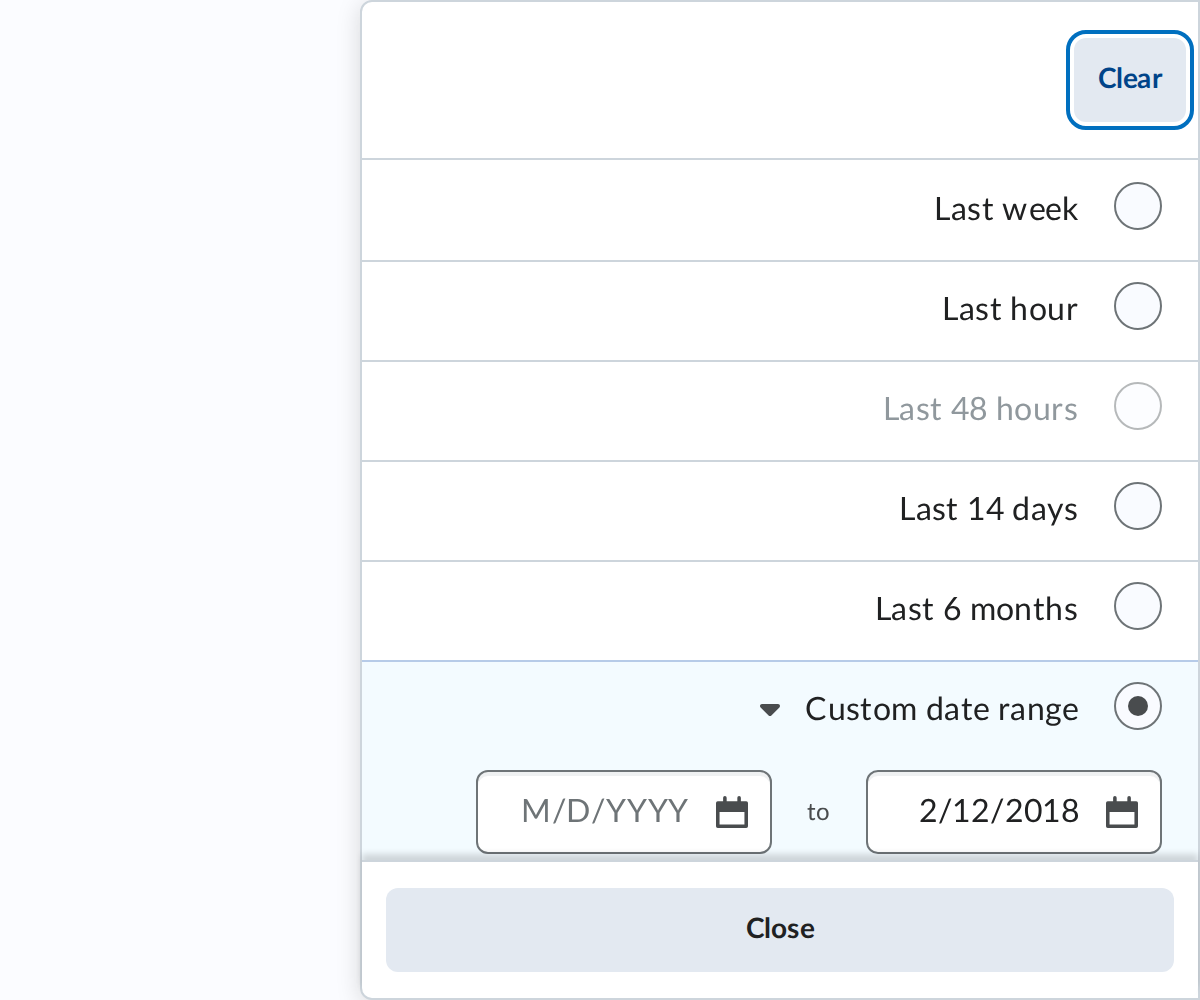 Clear
Last week
Last hour
Last 48 hours
Last 14 days
Last 6 months
Custom date range
M/D/YYYY to 2/12/2018
Close